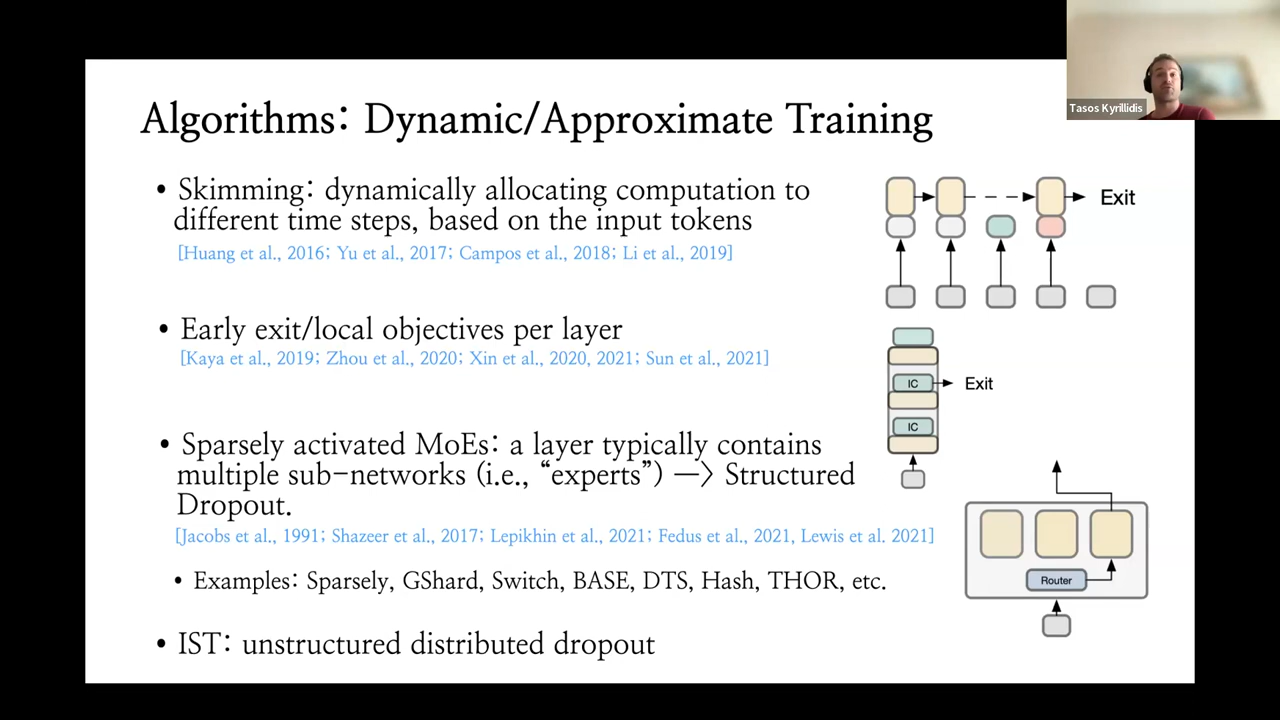 Tasos Kyrillidis
Algorithms: Dynamic/Approximate Training
• Skimming: dynamically allocating computation to
different time steps, based on the input tokens
[Huang et al., 2016; Yu et al., 2017; Campos et al., 2018; Li et al., 2019]
Exit
• Early exit/local objectives per layer
[Kaya et al., 2019; Zhou et al., 2020; Xin et al., 2020, 2021; Sun et al., 2021]
IC
Exit
IC
• Sparsely activated MoEs: a layer typically contains
multiple sub-networks (i.e., “experts”) —> Structured
Dropout.
[Jacobs et al., 1991; Shazeer et al., 2017; Lepikhin et al., 2021; Fedus et al., 2021, Lewis et al. 2021]
• Examples: Sparsely, GShard, Switch, BASE, DTS, Hash, THOR, etc.
Router
• IST: unstructured distributed dropout